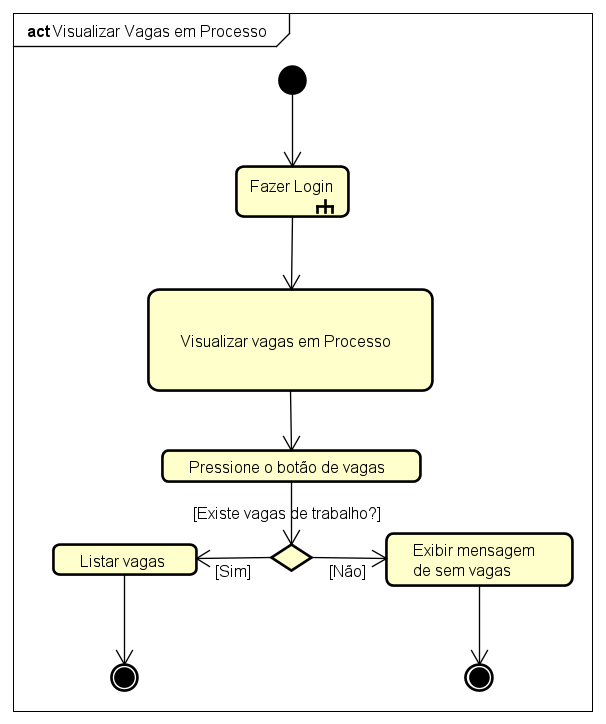 act Visualizar Vagas em Processo
Fazer Login
Visualizar vagas em Processo
Pressione o botão de vagas
[Existe vagas de trabalho?]
Listar vagas
[Sim]
[Não]
Exibir mensagem
de sem vagas